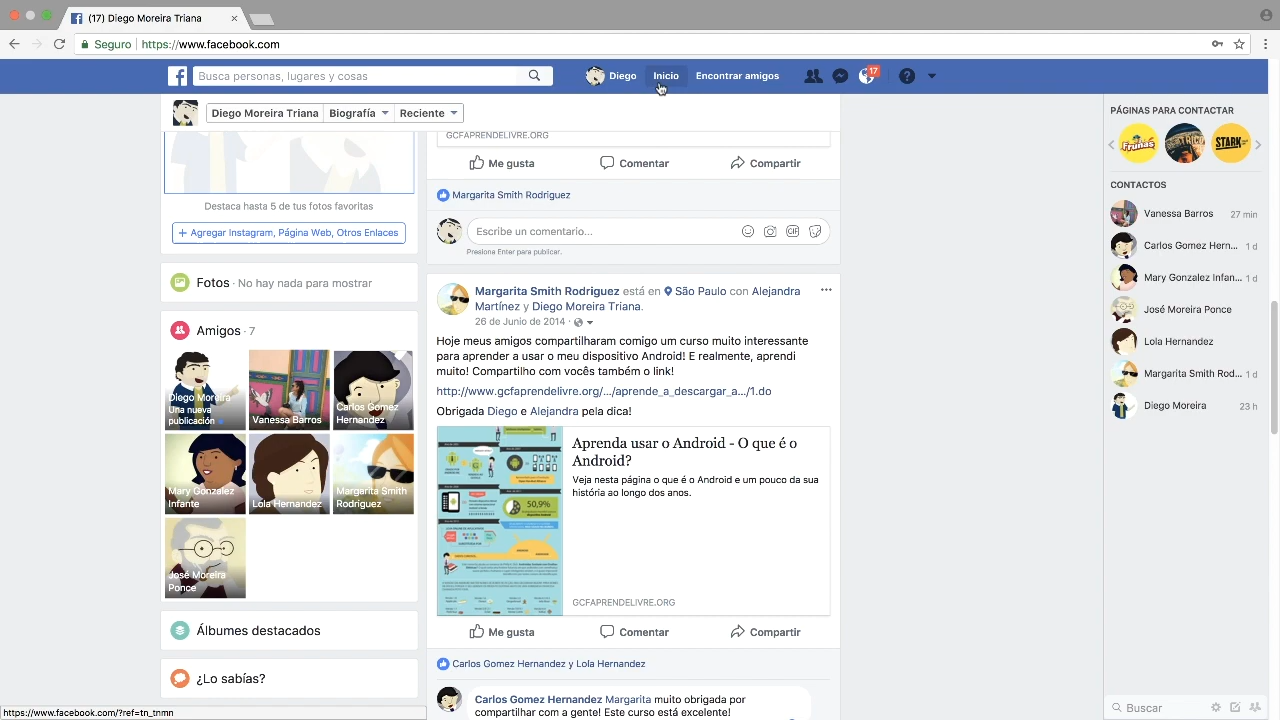 (17) Diego Moreira Triana
Seguro
https://www.facebook.com
Busca personas, lugares y cosas
Diego
Inicio
Encontrar amigos
17
Diego Moreira Triana
Biografía
Reciente
Destaca hasta 5 de tus fotos favoritas
+ Agregar Instagram, Página Web, Otros Enlaces
Fotos · No hay nada para mostrar
Amigos · 7
Diego Moreira
Una nueva
publicación
Vanessa Barros
Carlos Gomez
Hernandez
Mary Gonzalez
Infante
Lola Hernandez
Margarita Smith
Rodriguez
José Moreira
Ponce
Álbumes destacados
¿Lo sabías?
https://www.facebook.com/?ref=tn_tnmn
GCFAPRENDELIVRE.ORG
Me gusta
Comentar
Compartir
Margarita Smith Rodriguez
Escribe un comentario...
GIF
Presiona Enter para publicar.
Margarita Smith Rodriguez está en São Paulo con Alejandra
Martínez y Diego Moreira Triana.
26 de Junio de 2014 ·
Hoje meus amigos compartilharam comigo um curso muito interessante
para aprender a usar o meu dispositivo Android! E realmente, aprendi
muito! Compartilho com vocês também o link!
http://www.gcfaprendelivre.org/.../aprende_a_descargar_a.../1.do
Obrigada Diego e Alejandra pela dica!
50,9%
Aprenda usar o Android - O que é o
Android?
Veja nesta página o que é o Android e um pouco da sua
história ao longo dos anos.
GCFAPRENDELIVRE.ORG
Me gusta
Comentar
Compartir
Carlos Gomez Hernandez y Lola Hernandez
Carlos Gomez Hernandez Margarita muito obrigada por
compartilhar com a gente! Este curso está excelente!
PÁGINAS PARA CONTACTAR
Frunas
STARK
CONTACTOS
Vanessa Barros 27 min
Carlos Gomez Hern... 1 d
Mary Gonzalez Infan... 1 d
José Moreira Ponce
Lola Hernandez
Margarita Smith Rod... 1 d
Diego Moreira 23 h
Buscar